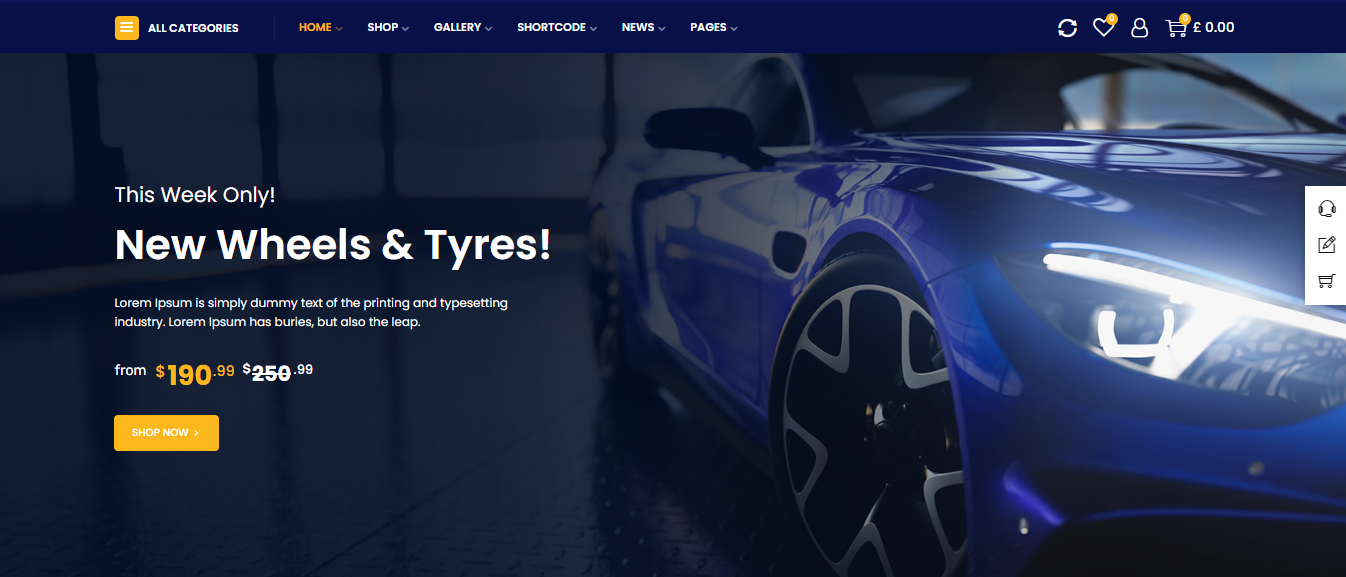 ALL CATEGORIES HOME SHOP GALLERY SHORTCODE NEWS PAGES 0 0 £ 0.00
This Week Only!
New Wheels & Tyres!
Lorem Ipsum is simply dummy text of the printing and typesetting
industry. Lorem Ipsum has buries, but also the leap.
from $190.99 $250.99
SHOP NOW >